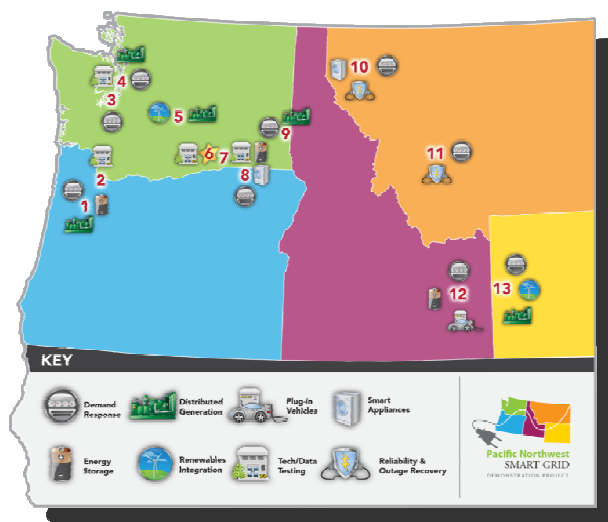 10
4
3
5
9
6
7
11
2
8
1
13
12
KEY
Demand
Response
Distributed
Generation
Plug-in
Vehicles
Smart
Appliances
Energy
Storage
Renewables
Integration
Tech/Data
Testing
Reliability &
Outage Recovery
Pacific Northwest
SMART GRID
DEMONSTRATION PROJECT